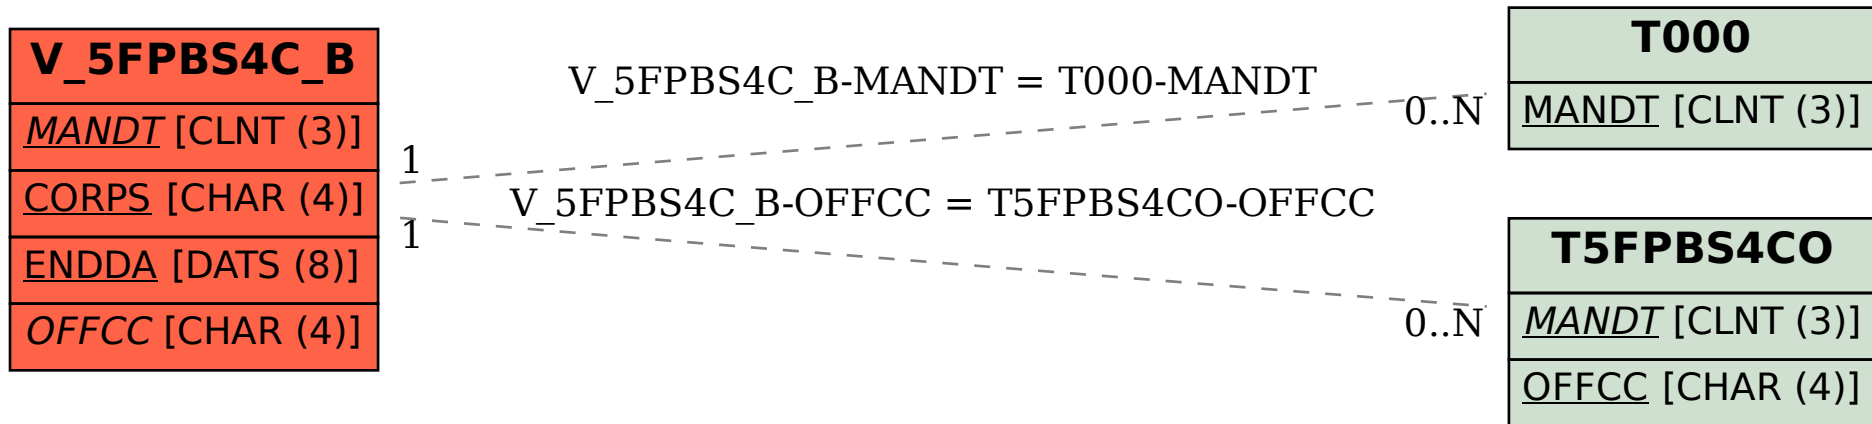 V_5FPBS4C_B
MANDT [CLNT (3)]
CORPS [CHAR (4)]
ENDDA [DATS (8)]
OFFCC [CHAR (4)]
V_5FPBS4C_B-MANDT = T000-MANDT
1
0..N
V_5FPBS4C_B-OFFCC = T5FPBS4CO-OFFCC
1
0..N
T000
MANDT [CLNT (3)]
T5FPBS4CO
MANDT [CLNT (3)]
OFFCC [CHAR (4)]